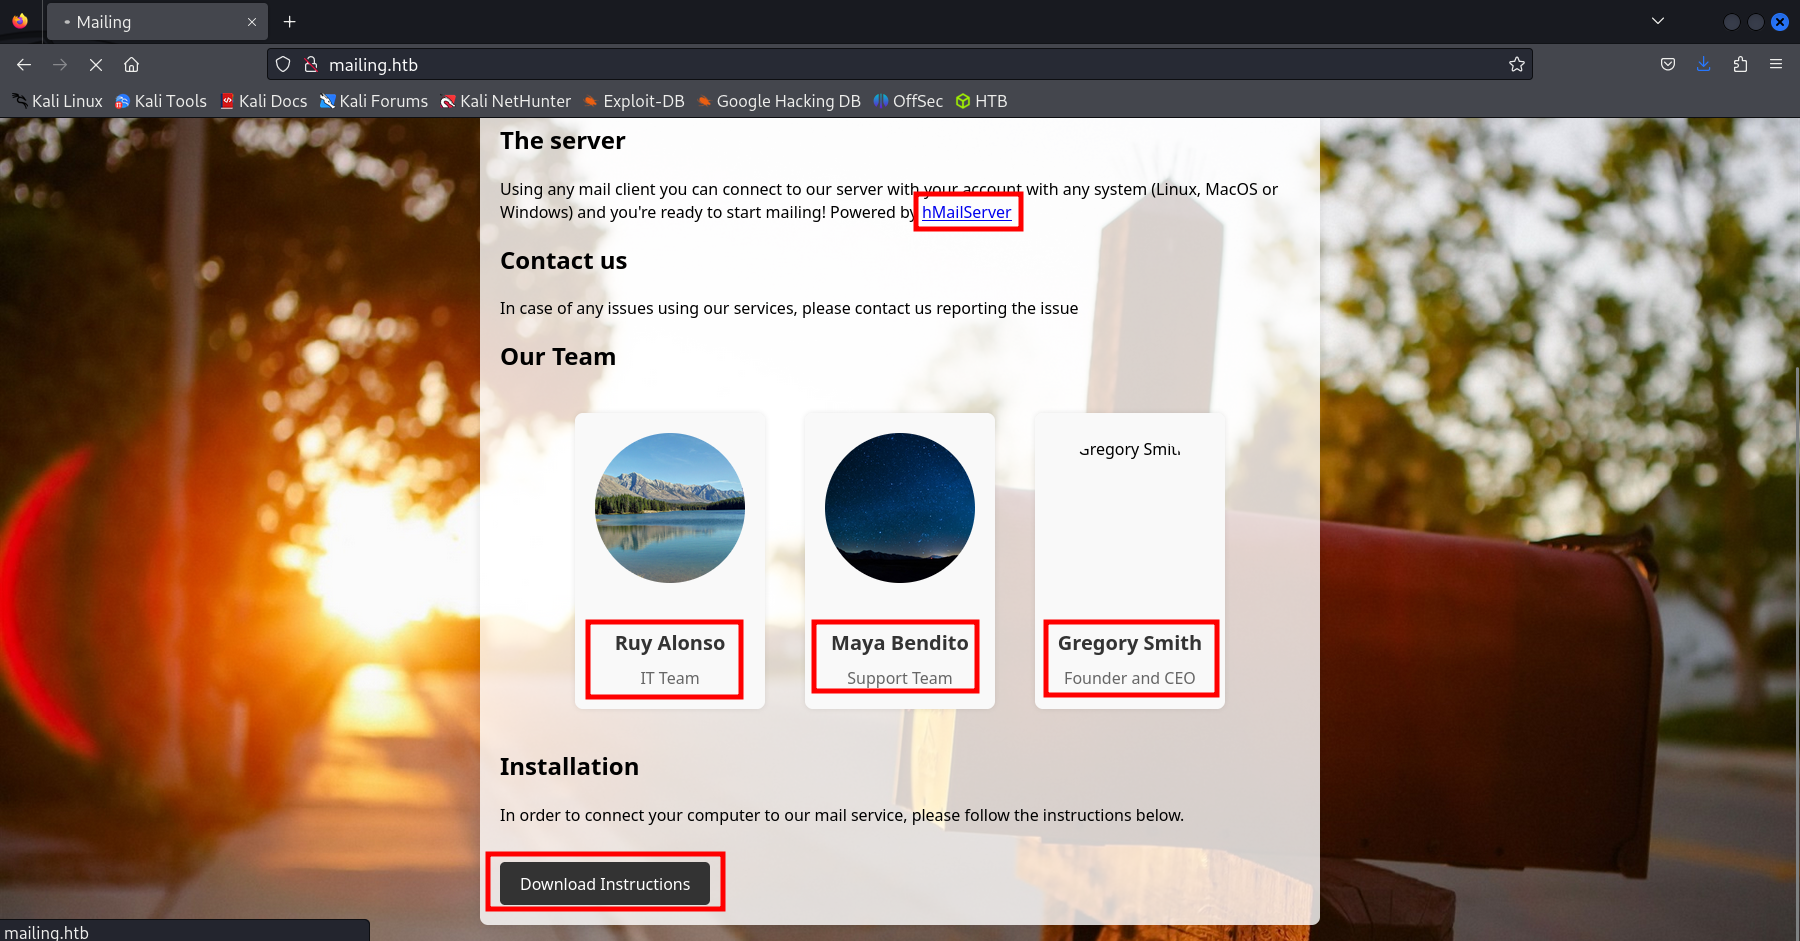 Mailing
mailing.htb
Kali Linux Kali Tools Kali Docs Kali Forums Kali NetHunter Exploit-DB Google Hacking DB OffSec HTB
The server
Using any mail client you can connect to our server with your account with any system (Linux, MacOS or
Windows) and you're ready to start mailing! Powered by hMailServer
Contact us
In case of any issues using our services, please contact us reporting the issue
Our Team
Gregory Smith
Ruy Alonso
IT Team
Maya Bendito
Support Team
Gregory Smith
Founder and CEO
Installation
In order to connect your computer to our mail service, please follow the instructions below.
Download Instructions
mailing.htb